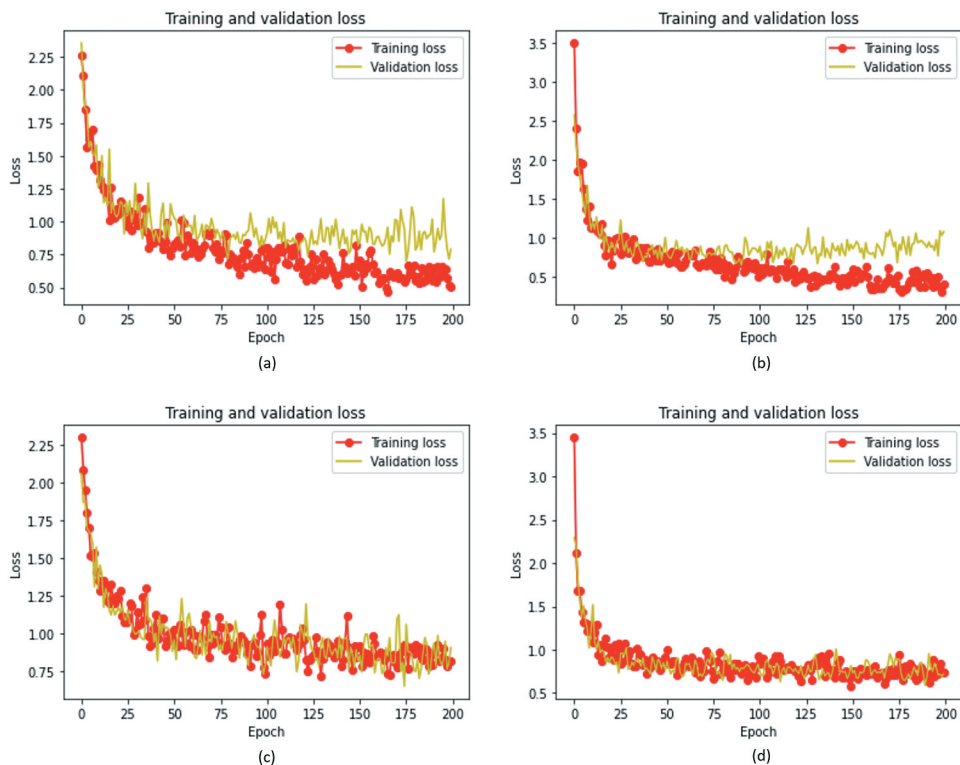 Training and validation loss
Training loss
Validation loss
2.25
2.00
1.75
1.50
1.25
1.00
0.75
0.50
Loss
0 25 50 75 100 125 150 175 200
Epoch
(a)
Training and validation loss
Training loss
Validation loss
3.5
3.0
2.5
2.0
1.5
1.0
0.5
Loss
0 25 50 75 100 125 150 175 200
Epoch
(b)
Training and validation loss
Training loss
Validation loss
2.25
2.00
1.75
1.50
1.25
1.00
0.75
Loss
0 25 50 75 100 125 150 175 200
Epoch
(c)
Training and validation loss
Training loss
Validation loss
3.5
3.0
2.5
2.0
1.5
1.0
0.5
Loss
0 25 50 75 100 125 150 175 200
Epoch
(d)